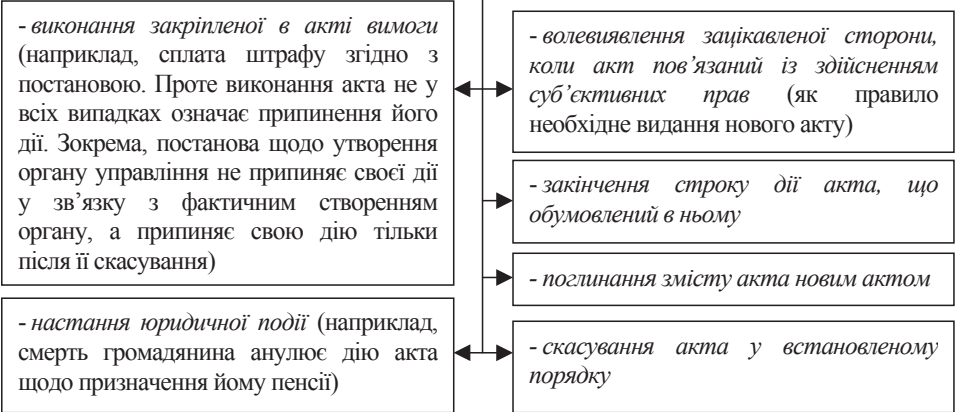 - виконання закріпленої в акті вимоги
(наприклад, сплата штрафу згідно з
постановою. Проте виконання акта не у
всіх випадках означає припинення його
дії. Зокрема, постанова щодо утворення
органу управління не припиняє своєї дії
у зв’язку з фактичним створенням
органу, а припиняє свою дію тільки
після її скасування)
- настання юридичної події (наприклад,
смерть громадянина анулює дію акта
щодо призначення йому пенсії)
- волевиявлення зацікавленої сторони,
коли акт пов’язаний із здійсненням
суб’єктивних прав (як правило
необхідне видання нового акту)
- закінчення строку дії акта, що
обумовлений в ньому
- поглинання змісту акта новим актом
- скасування акта у встановленому
порядку